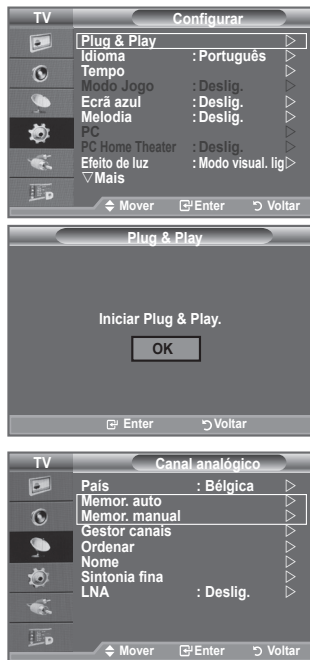 TV Configurar
Plug & Play
Idioma : Português
Tempo
Modo Jogo : Deslig.
Ecrã azul : Deslig.
Melodia : Deslig.
PC
PC Home Theater : Deslig.
Efeito de luz : Modo visual. lig
▽Mais
Mover Enter Voltar
Plug & Play
Iniciar Plug & Play.
OK
Enter Voltar
TV Canal analógico
País : Bélgica
Memor. auto
Memor. manual
Gestor canais
Ordenar
Nome
Sintonia fina
LNA : Deslig.
Mover Enter Voltar